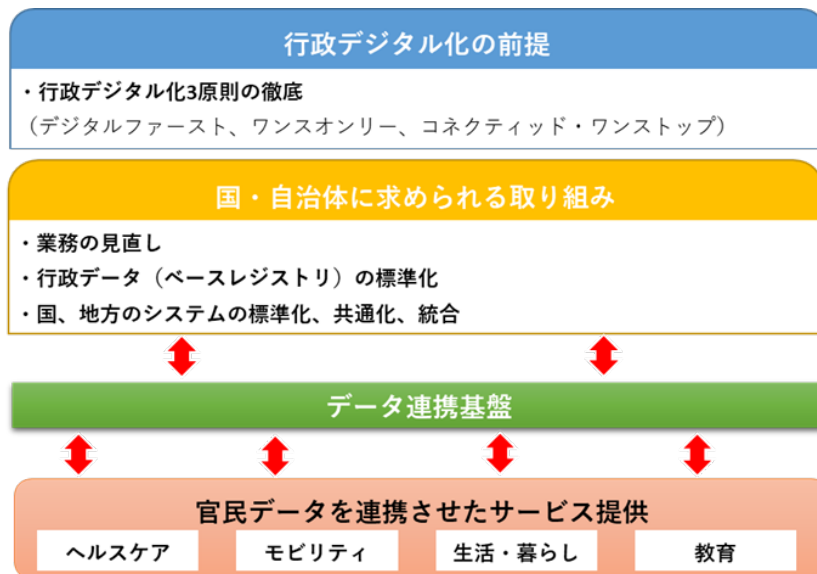 行政デジタル化の前提
・行政デジタル化3原則の徹底
（デジタルファースト、ワンスオンリー、コネクティッド・ワンストップ）
国・自治体に求められる取り組み
・業務の見直し
・行政データ（ベースレジストリ）の標準化
・国、地方のシステムの標準化、共通化、統合
データ連携基盤
官民データを連携させたサービス提供
ヘルスケア
モビリティ
生活・暮らし
教育